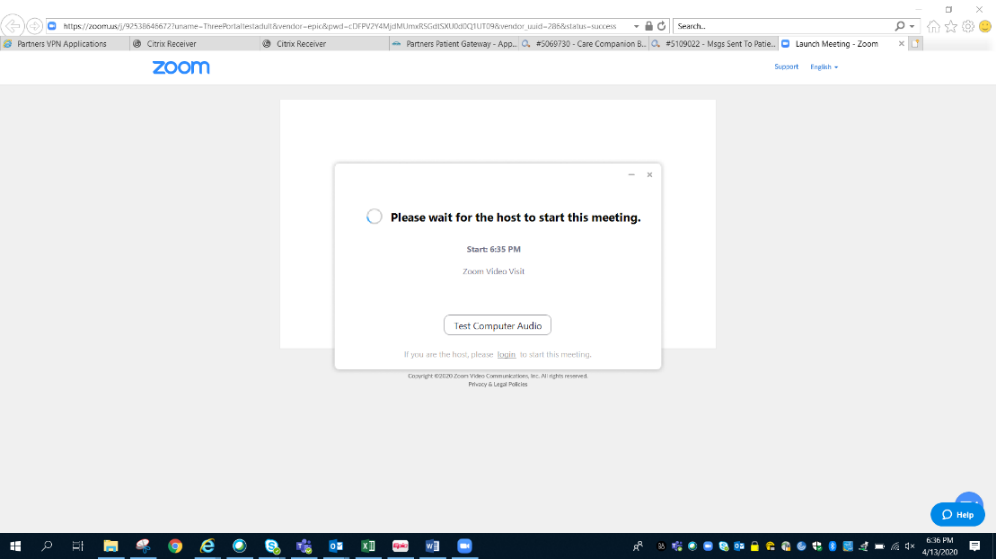 https://zoom.us/j/92538646672?uname=ThreePortaltestadult&vendor=epic&pwd=cDFPV2Y4MjdMUmxRSGdtSXU0d0Q1UT09&vendor_uuid=286&status=success
Search...
Partners VPN Applications
Citrix Receiver
Citrix Receiver
Partners Patient Gateway - App...
#5069730 - Care Companion B...
#5109022 - Msgs Sent To Patie...
Launch Meeting - Zoom
zoom
Support
English
Please wait for the host to start this meeting.
Start: 6:35 PM
Zoom Video Visit
Test Computer Audio
If you are the host, please login to start this meeting.
Copyright ©2020 Zoom Video Communications, Inc. All rights reserved.
Privacy & Legal Policies
Help
6:36 PM
4/13/2020